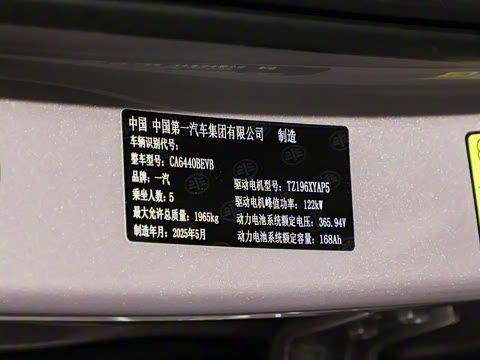 中国 中国第一汽车集团有限公司 制造
车辆识别代号:
整车型号: CA6440BEVB
品牌: 一汽
驱动电机型号: TZ196XYAP5
乘坐人数: 5
驱动电机峰值功率: 122kW
最大允许总质量: 1965kg
动力电池系统额定电压: 365.94V
制造年月: 2025年5月
动力电池系统额定容量: 168Ah